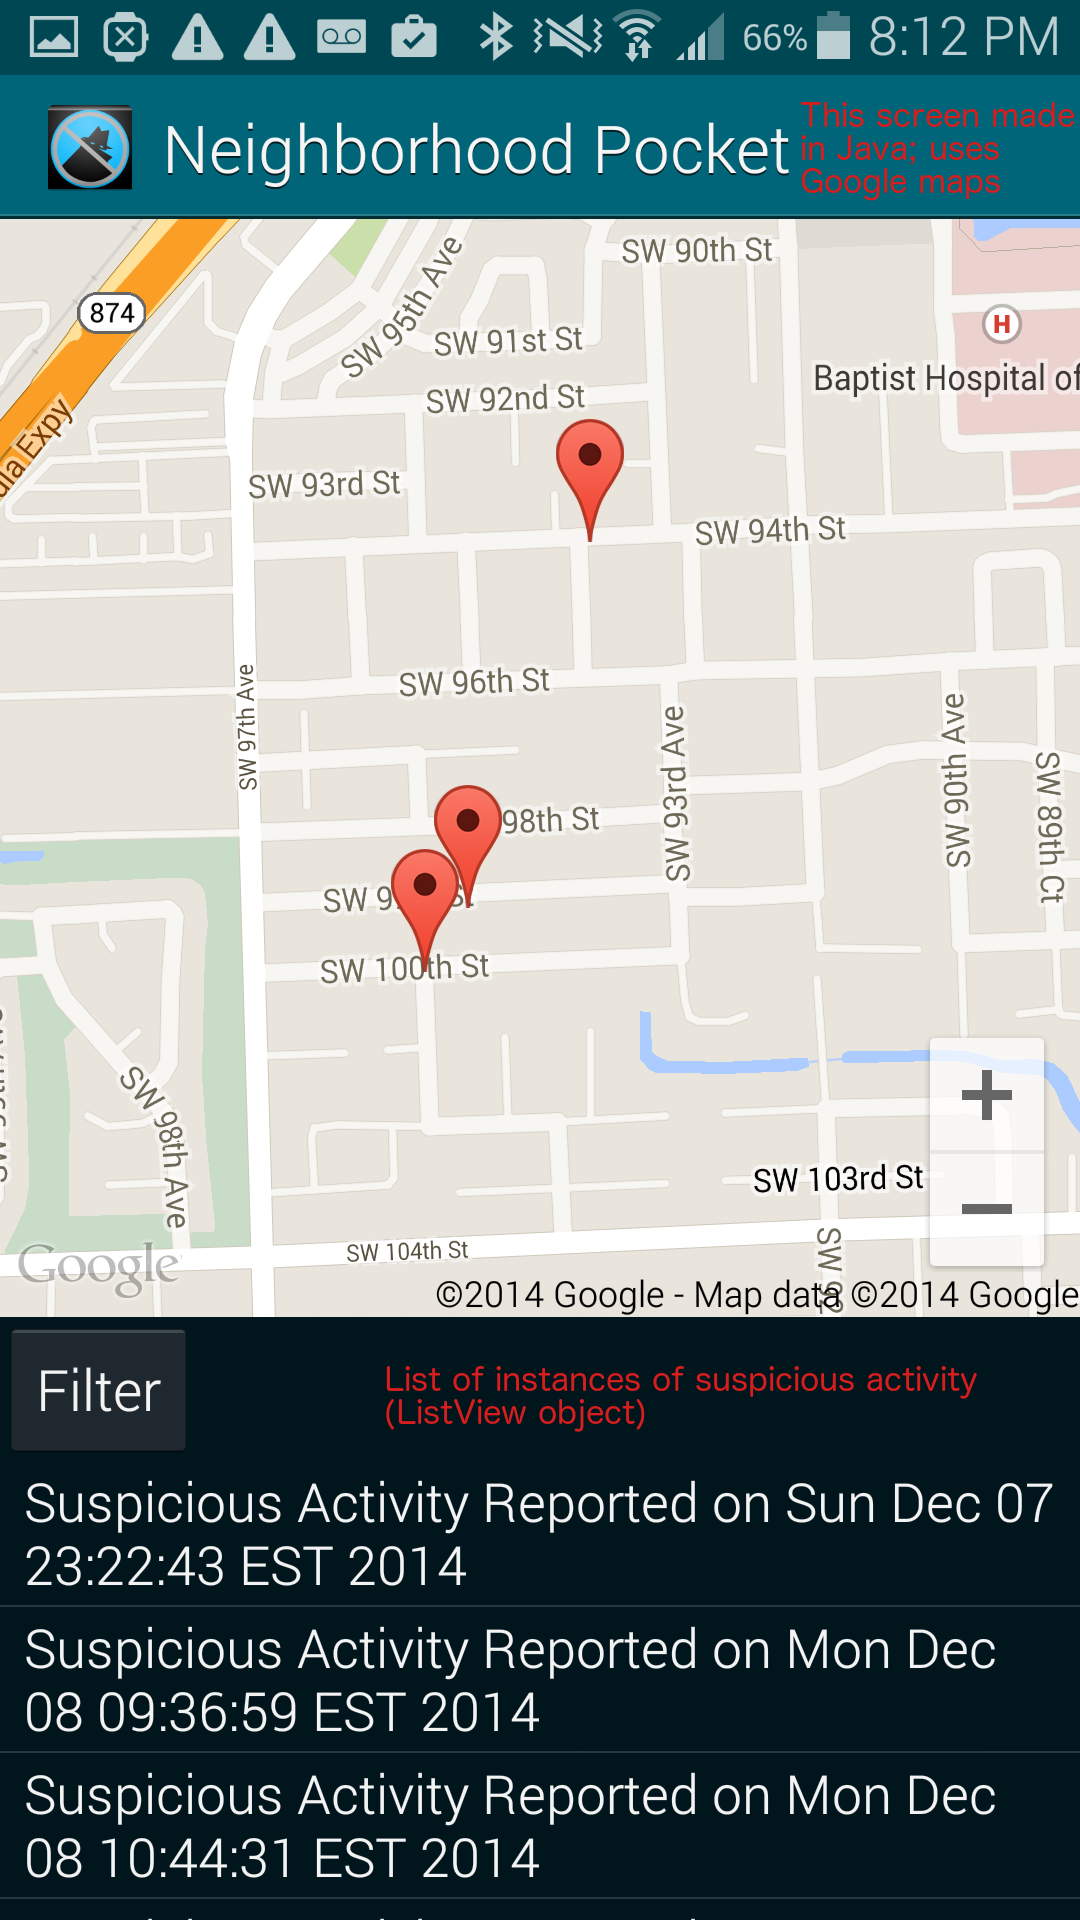 66% 8:12 PM
Neighborhood Pocket
This screen made
in Java; uses
Google maps
SW 90th St
SW 95th Ave
874
SW 91st St
H
Baptist Hospital of
SW 92nd St
Expy
SW 93rd St
SW 94th St
SW 96th St
SW 97th Ave
SW 93rd Ave
SW 90th Ave
SW 89th Ct
98th St
SW 9
St
SW 100th St
SW 98th Ave
SW 103rd St
SW 104th St
SW 92
Google
©2014 Google - Map data ©2014 Google
Filter
List of instances of suspicious activity
(ListView object)
Suspicious Activity Reported on Sun Dec 07
23:22:43 EST 2014
Suspicious Activity Reported on Mon Dec
08 09:36:59 EST 2014
Suspicious Activity Reported on Mon Dec
08 10:44:31 EST 2014